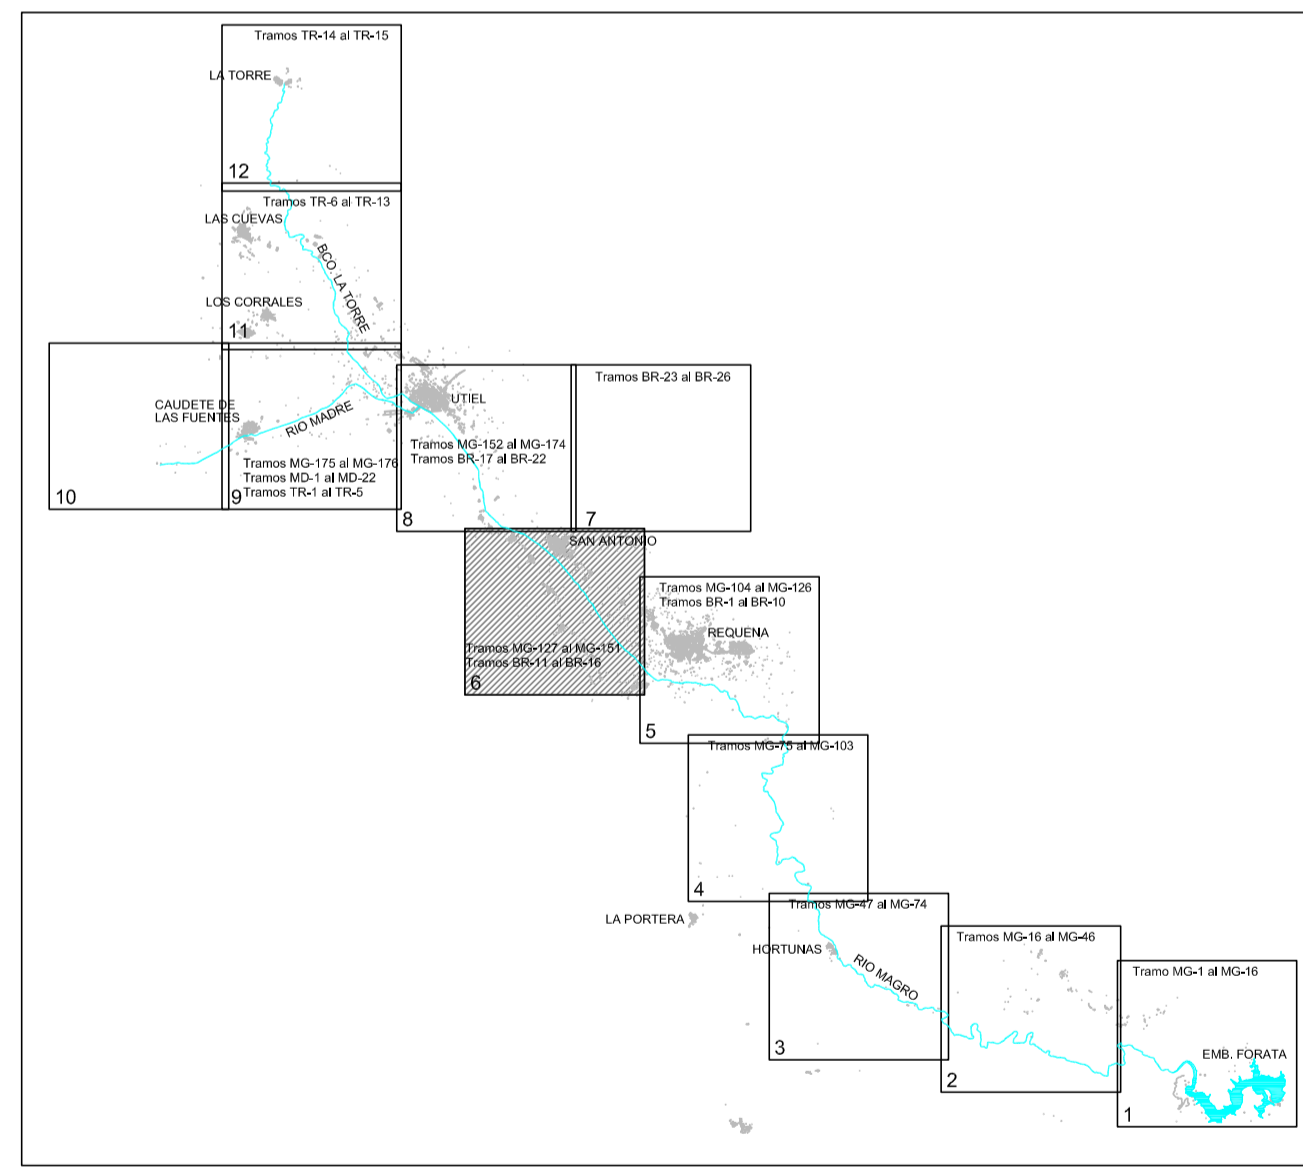 Tramos TR-14 al TR-15
LA TORRE
12
Tramos TR-6 al TR-13
LAS CUEVAS
BCO. LA TORRE
LOS CORRALES
11
CAUDETE DE
LAS FUENTES
RIO MADRE
10
Tramos MG-175 al MG-176
Tramos MD-1 al MD-22
Tramos TR-1 al TR-5
9
UTIEL
Tramos MG-152 al MG-174
Tramos BR-17 al BR-22
8
Tramos BR-23 al BR-26
7
SAN ANTONIO
Tramos MG-127 al MG-151
Tramos BR-11 al BR-16
6
Tramos MG-104 al MG-126
Tramos BR-1 al BR-10
REQUENA
5
Tramos MG-75 al MG-103
4
LA PORTERA
Tramos MG-47 al MG-74
HORTUNAS
RIO MAGRO
3
Tramos MG-16 al MG-46
2
Tramo MG-1 al MG-16
EMB. FORATA
1